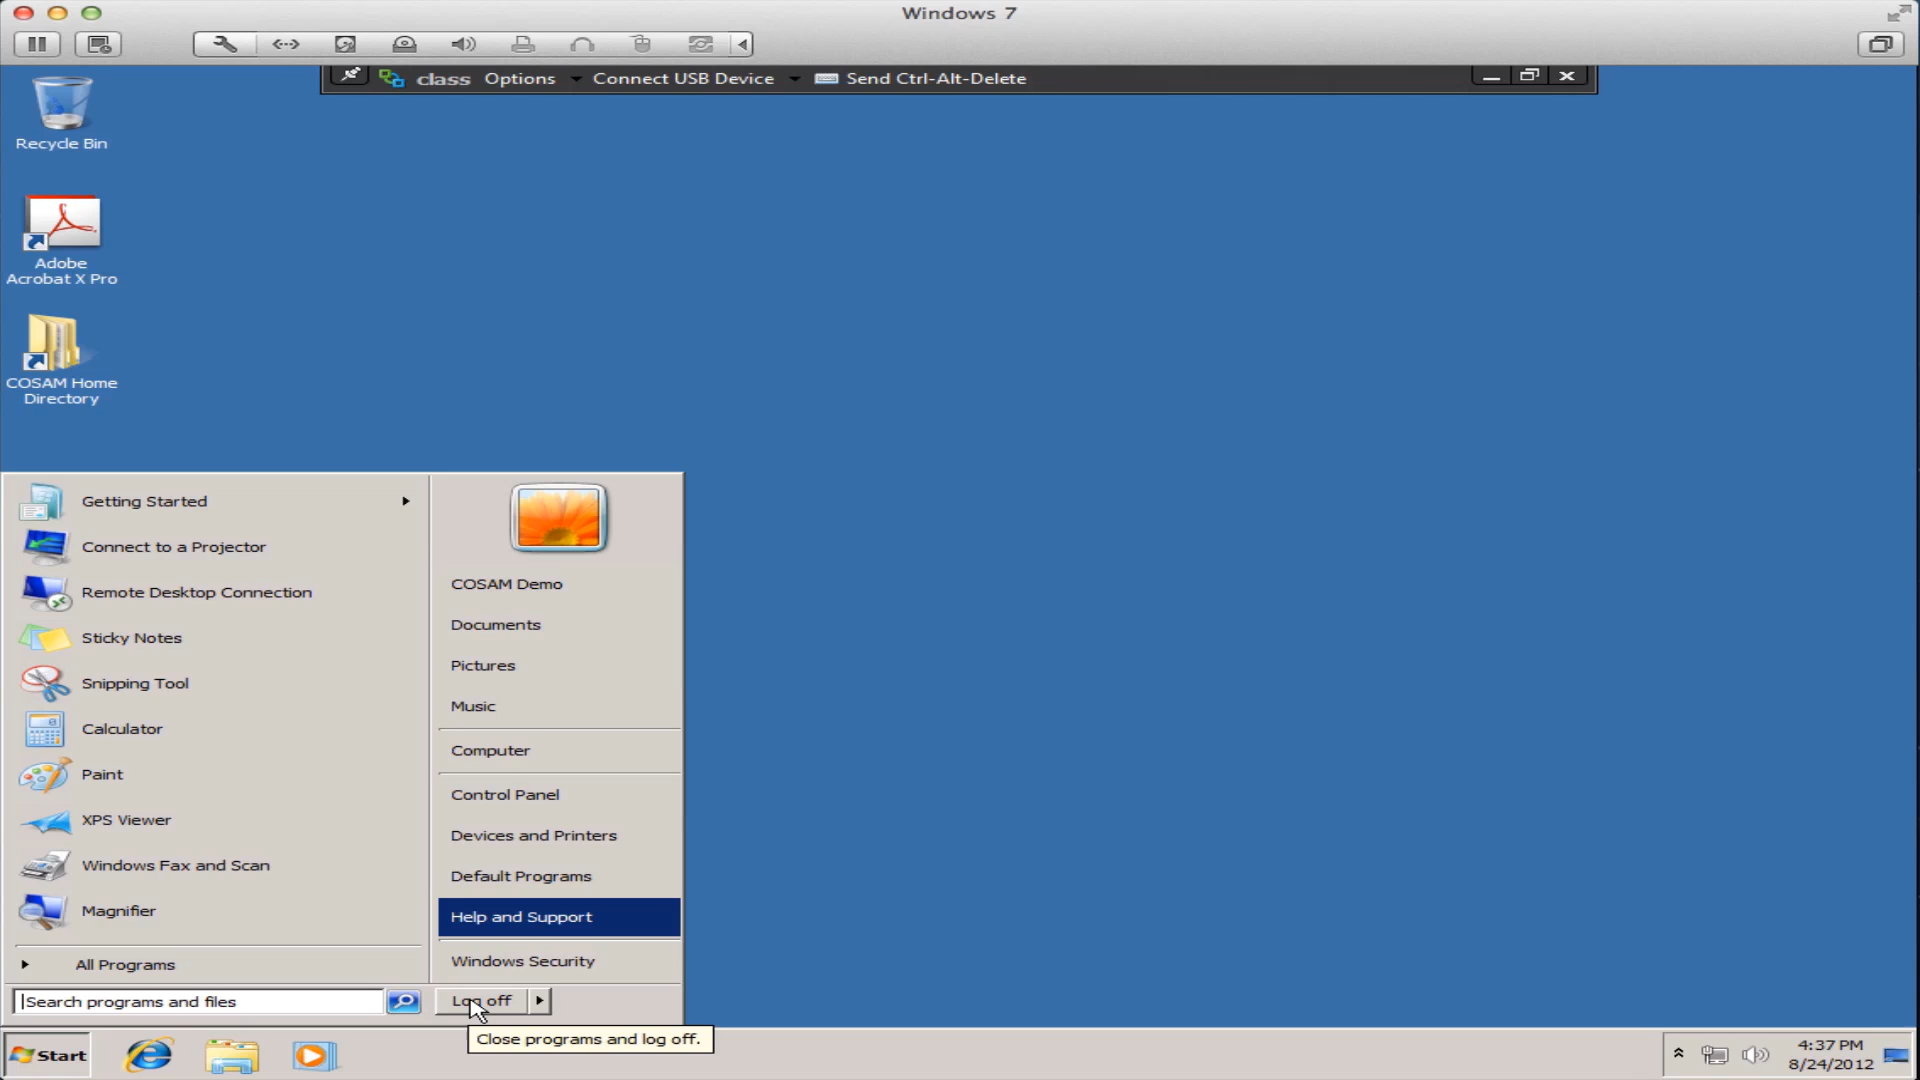 Windows 7
class Options Connect USB Device Send Ctrl-Alt-Delete
Recycle Bin
Adobe
Acrobat X Pro
COSAM Home
Directory
Getting Started
Connect to a Projector
Remote Desktop Connection
Sticky Notes
Snipping Tool
Calculator
Paint
XPS Viewer
Windows Fax and Scan
Magnifier
All Programs
Search programs and files
COSAM Demo
Documents
Pictures
Music
Computer
Control Panel
Devices and Printers
Default Programs
Help and Support
Windows Security
Log off
Close programs and log off.
Start
4:37 PM
8/24/2012